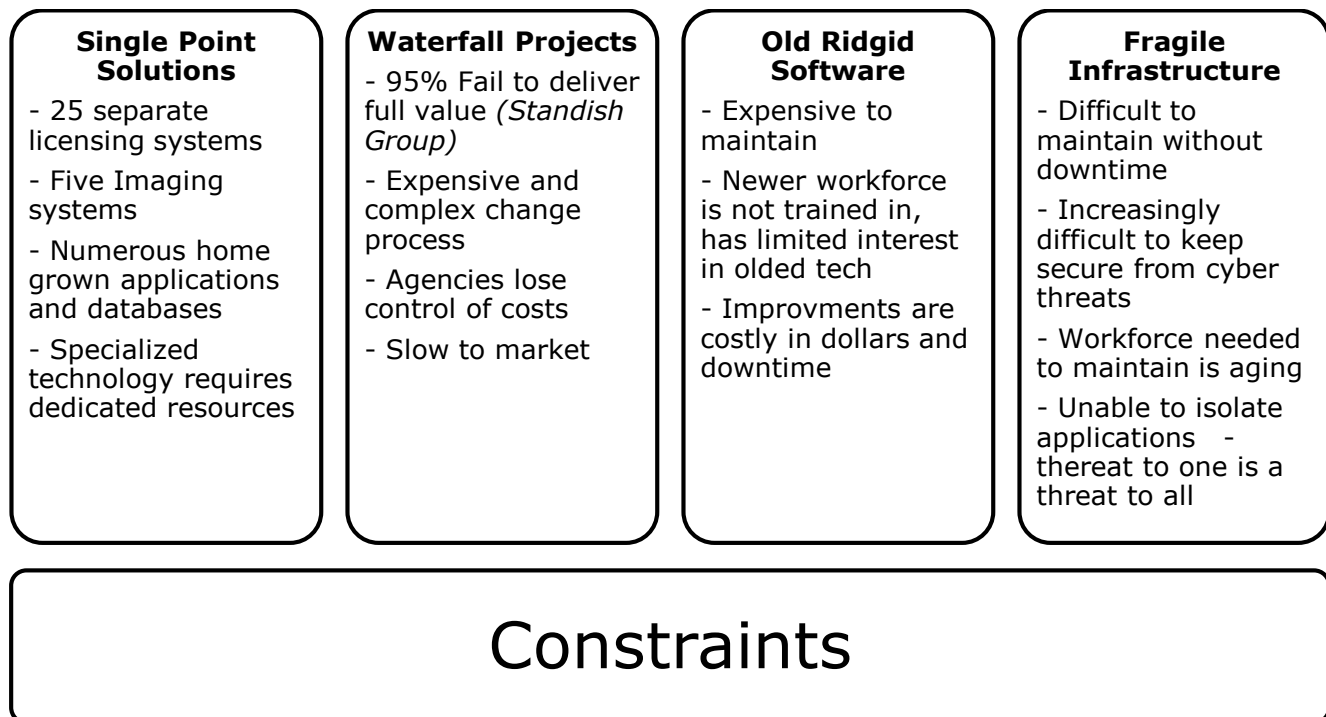 Single Point
Solutions
- 25 separate
licensing systems
- Five Imaging
systems
- Numerous home
grown applications
and databases
- Specialized
technology requires
dedicated resources
Waterfall Projects
- 95% Fail to deliver
full value (Standish
Group)
- Expensive and
complex change
process
- Agencies lose
control of costs
- Slow to market
Old Ridgid
Software
- Expensive to
maintain
- Newer workforce
is not trained in,
has limited interest
in olded tech
- Improvments are
costly in dollars and
downtime
Fragile
Infrastructure
- Difficult to
maintain without
downtime
- Increasingly
difficult to keep
secure from cyber
threats
- Workforce needed
to maintain is aging
- Unable to isolate
applications -
thereat to one is a
threat to all
Constraints